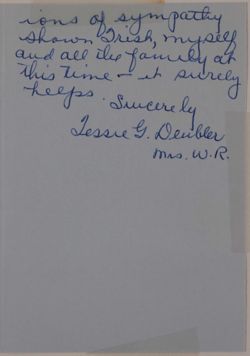 ions of sympathy
shown Trish, myself
and all the family at
this time - it surely
helps.
Sincerely
Tessie G. Deubler
Mrs. W.R.